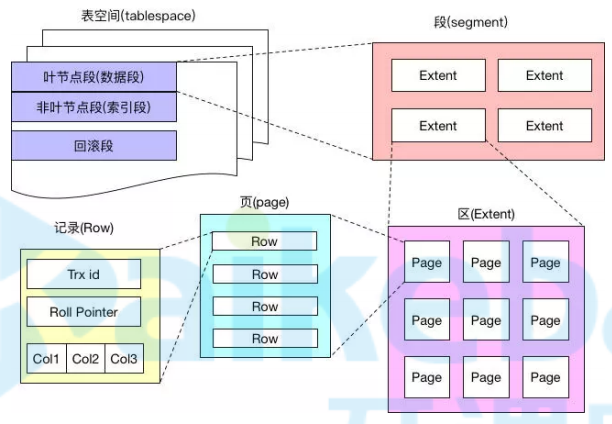 表空间(tablespace)
段(segment)
叶节点段(数据段)
非叶节点段(索引段)
回滚段
Extent Extent
Extent Extent
记录(Row)
Trx id
Roll Pointer
Col1 Col2 Col3
页(page)
Row
Row
Row
Row
区(Extent)
Page Page Page
Page Page Page
Page Page Page